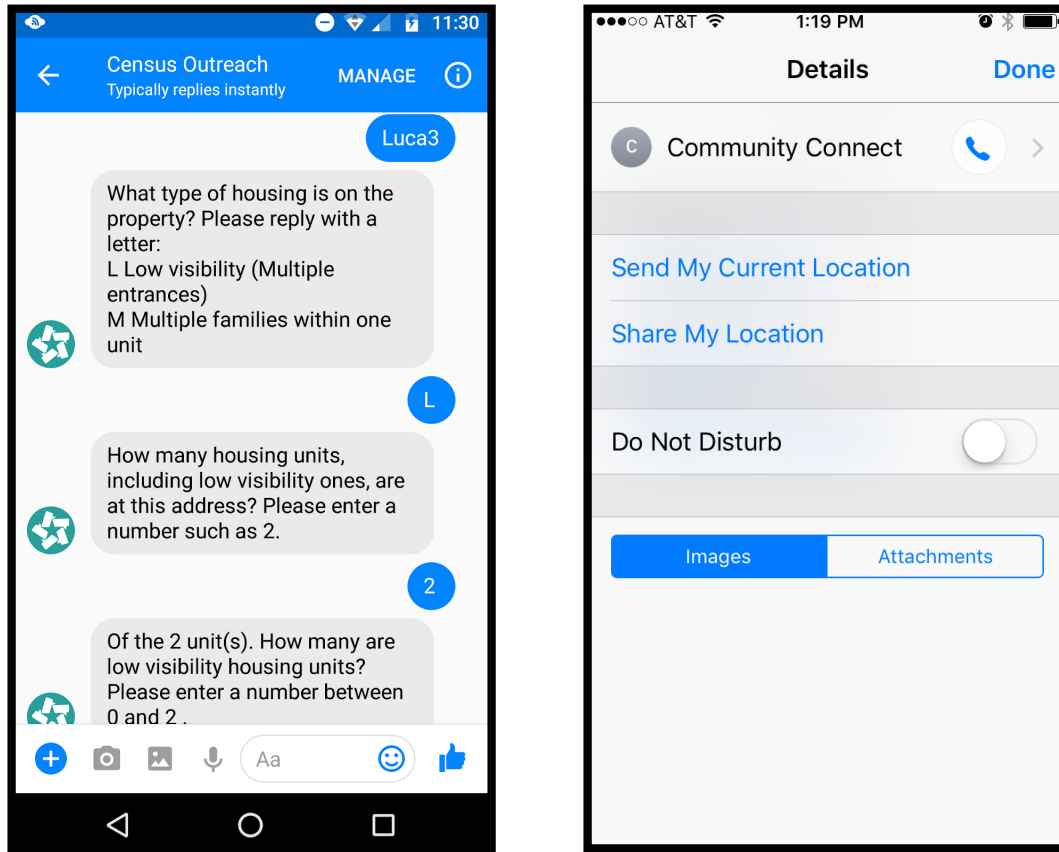 11:30
Census Outreach
Typically replies instantly
MANAGE
Luca3
What type of housing is on the
property? Please reply with a
letter:
L Low visibility (Multiple
entrances)
M Multiple families within one
unit
L
How many housing units,
including low visibility ones, are
at this address? Please enter a
number such as 2.
2
Of the 2 unit(s). How many are
low visibility housing units?
Please enter a number between
0 and 2 .
Aa
AT&T 1:19 PM
Details Done
C Community Connect
Send My Current Location
Share My Location
Do Not Disturb
Images Attachments